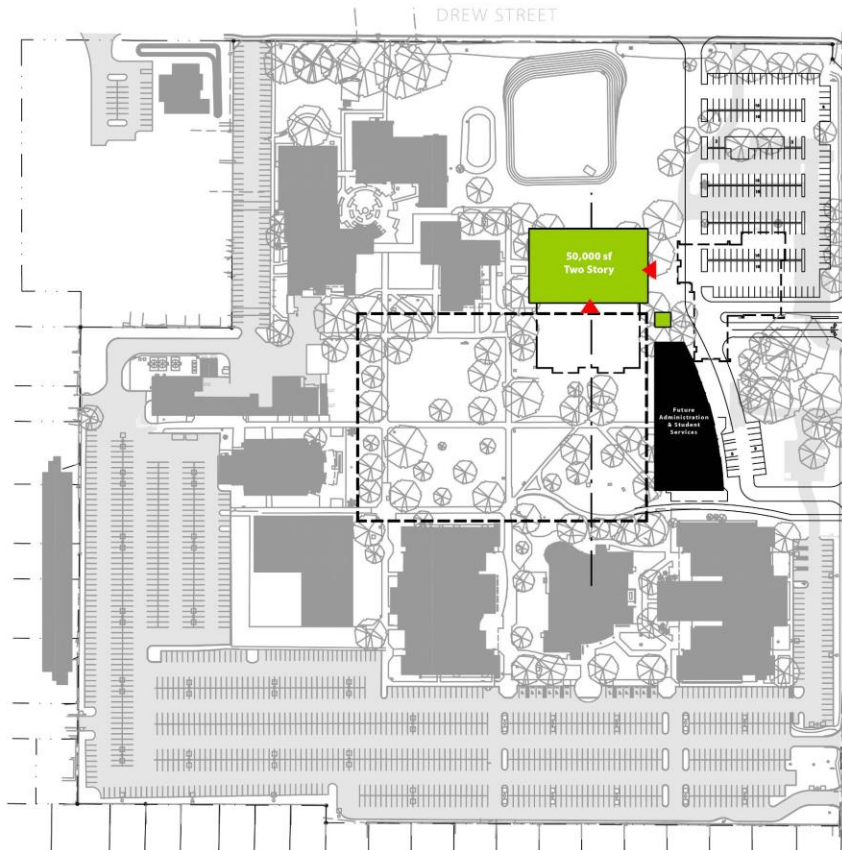 DREW STREET
50,000 sf
Two Story
Future
Administration
& Student
Services